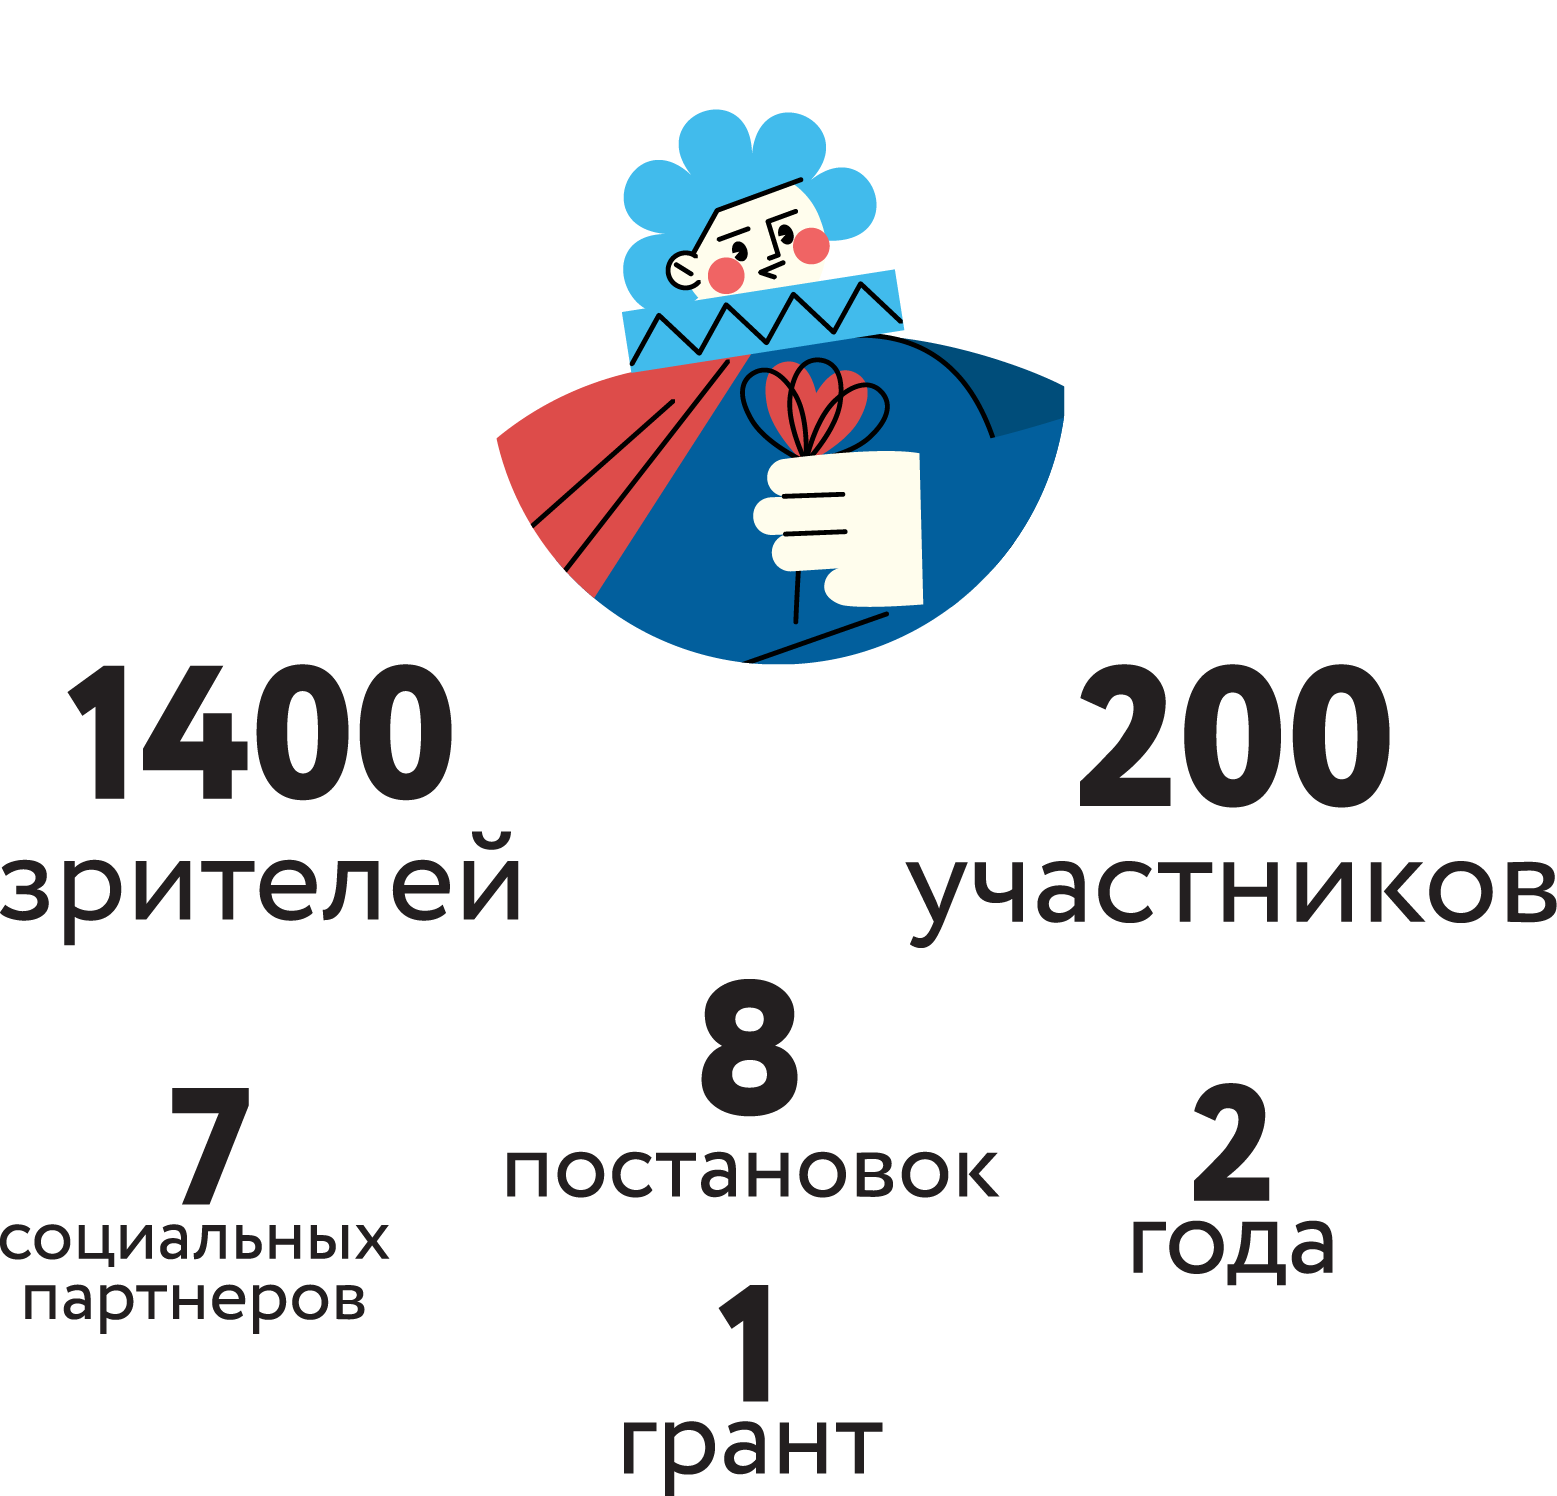 1400
зрителей
200
участников
8
постановок
7
социальных
партнеров
2
года
1
грант